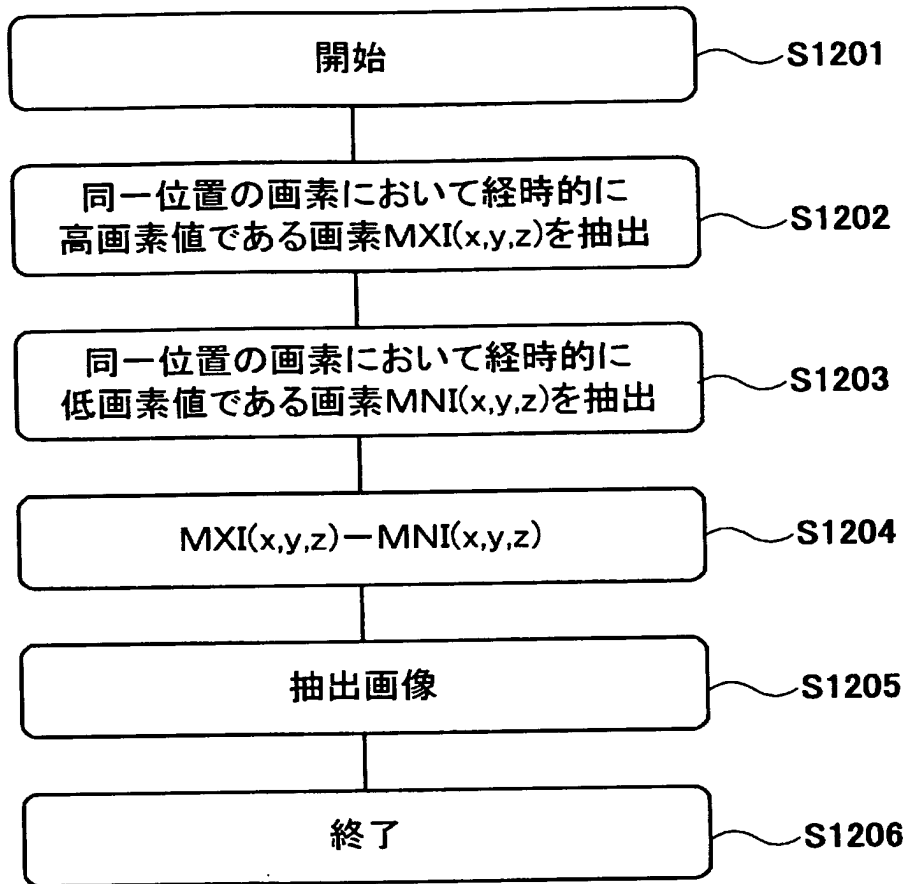 開始
S1201
同一位置の画素において経時的に
高画素値である画素MXI(x,y,z)を抽出
S1202
同一位置の画素において経時的に
低画素値である画素MNI(x,y,z)を抽出
S1203
MXI(x,y,z)－MNI(x,y,z)
S1204
抽出画像
S1205
終了
S1206